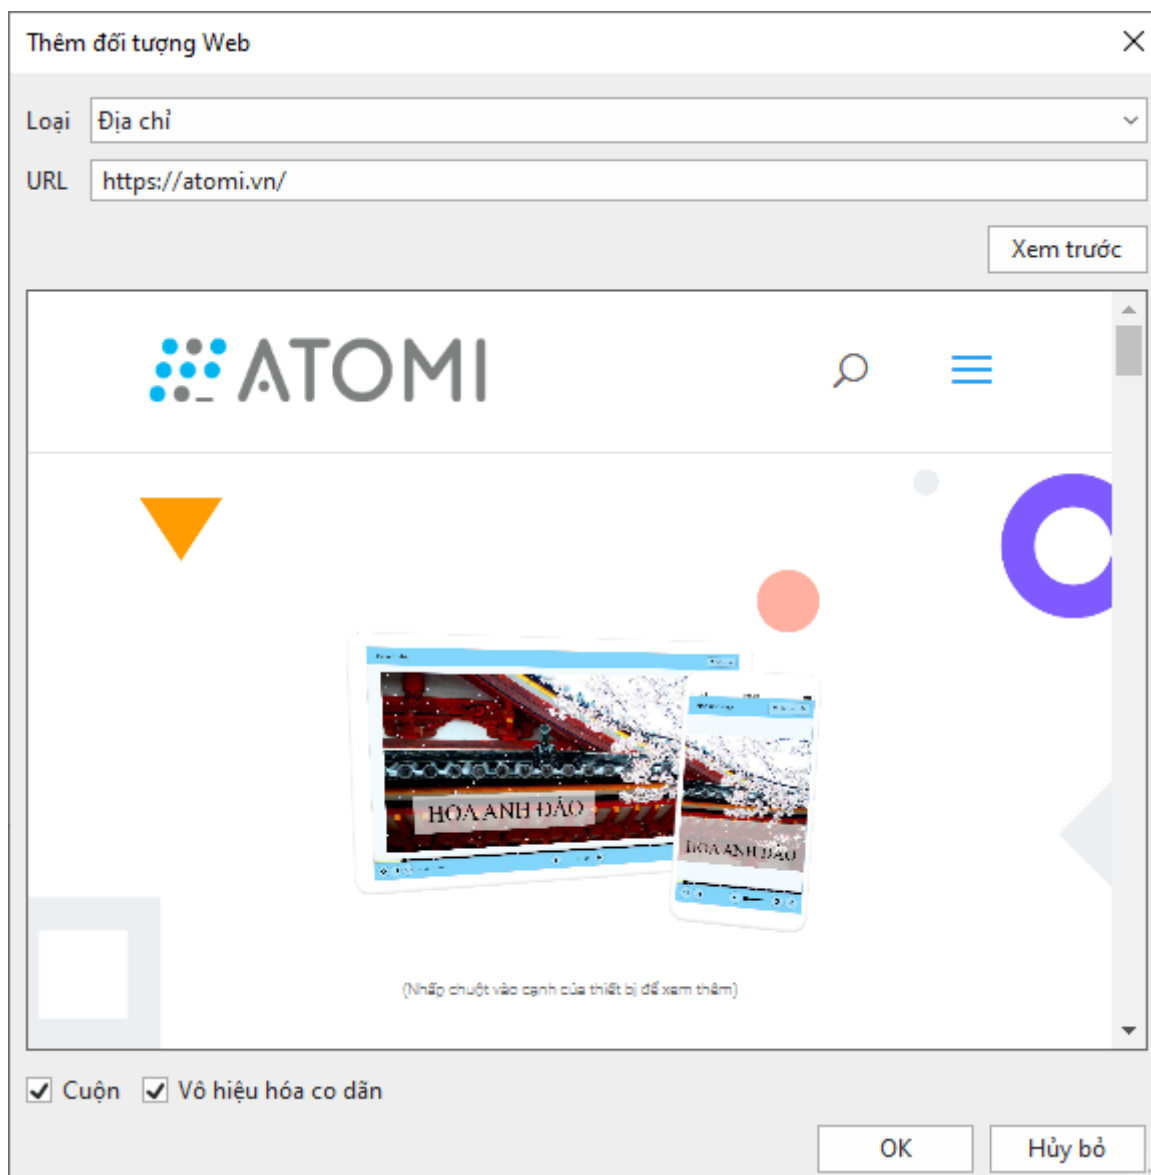 Thêm đối tượng Web
Loại Địa chỉ
URL https://atomi.vn/
Xem trước
ATOMI
HOA ANH ĐÀO
HOA ANH ĐÀO
(Nhấp chuột vào cạnh của thiết bị để xem thêm)
Cuộn Vô hiệu hóa co dãn
OK Hủy bỏ